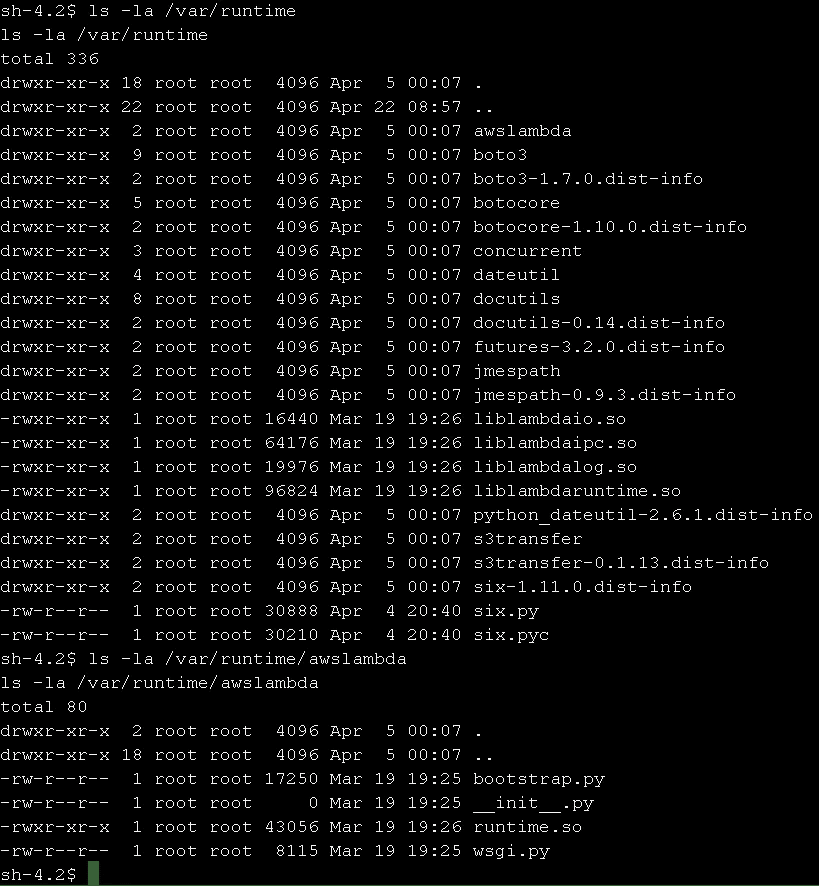 sh-4.2$ ls -la /var/runtime
ls -la /var/runtime
total 336
drwxr-xr-x 18 root root  4096 Apr  5 00:07 .
drwxr-xr-x 22 root root  4096 Apr 22 08:57 ..
drwxr-xr-x  2 root root  4096 Apr  5 00:07 awslambda
drwxr-xr-x  9 root root  4096 Apr  5 00:07 boto3
drwxr-xr-x  2 root root  4096 Apr  5 00:07 boto3-1.7.0.dist-info
drwxr-xr-x  5 root root  4096 Apr  5 00:07 botocore
drwxr-xr-x  2 root root  4096 Apr  5 00:07 botocore-1.10.0.dist-info
drwxr-xr-x  3 root root  4096 Apr  5 00:07 concurrent
drwxr-xr-x  4 root root  4096 Apr  5 00:07 dateutil
drwxr-xr-x  8 root root  4096 Apr  5 00:07 docutils
drwxr-xr-x  2 root root  4096 Apr  5 00:07 docutils-0.14.dist-info
drwxr-xr-x  2 root root  4096 Apr  5 00:07 futures-3.2.0.dist-info
drwxr-xr-x  2 root root  4096 Apr  5 00:07 jmespath
drwxr-xr-x  2 root root  4096 Apr  5 00:07 jmespath-0.9.3.dist-info
-rwxr-xr-x  1 root root 16440 Mar 19 19:26 liblambdaio.so
-rwxr-xr-x  1 root root 64176 Mar 19 19:26 liblambdaipc.so
-rwxr-xr-x  1 root root 19976 Mar 19 19:26 liblambdalog.so
-rwxr-xr-x  1 root root 96824 Mar 19 19:26 liblambdaruntime.so
drwxr-xr-x  2 root root  4096 Apr  5 00:07 python_dateutil-2.6.1.dist-info
drwxr-xr-x  2 root root  4096 Apr  5 00:07 s3transfer
drwxr-xr-x  2 root root  4096 Apr  5 00:07 s3transfer-0.1.13.dist-info
drwxr-xr-x  2 root root  4096 Apr  5 00:07 six-1.11.0.dist-info
-rw-r--r--  1 root root 30888 Apr  4 20:40 six.py
-rw-r--r--  1 root root 30210 Apr  4 20:40 six.pyc
sh-4.2$ ls -la /var/runtime/awslambda
ls -la /var/runtime/awslambda
total 80
drwxr-xr-x  2 root root  4096 Apr  5 00:07 .
drwxr-xr-x 18 root root  4096 Apr  5 00:07 ..
-rw-r--r--  1 root root 17250 Mar 19 19:25 bootstrap.py
-rw-r--r--  1 root root     0 Mar 19 19:25 __init__.py
-rwxr-xr-x  1 root root 43056 Mar 19 19:26 runtime.so
-rw-r--r--  1 root root  8115 Mar 19 19:25 wsgi.py
sh-4.2$